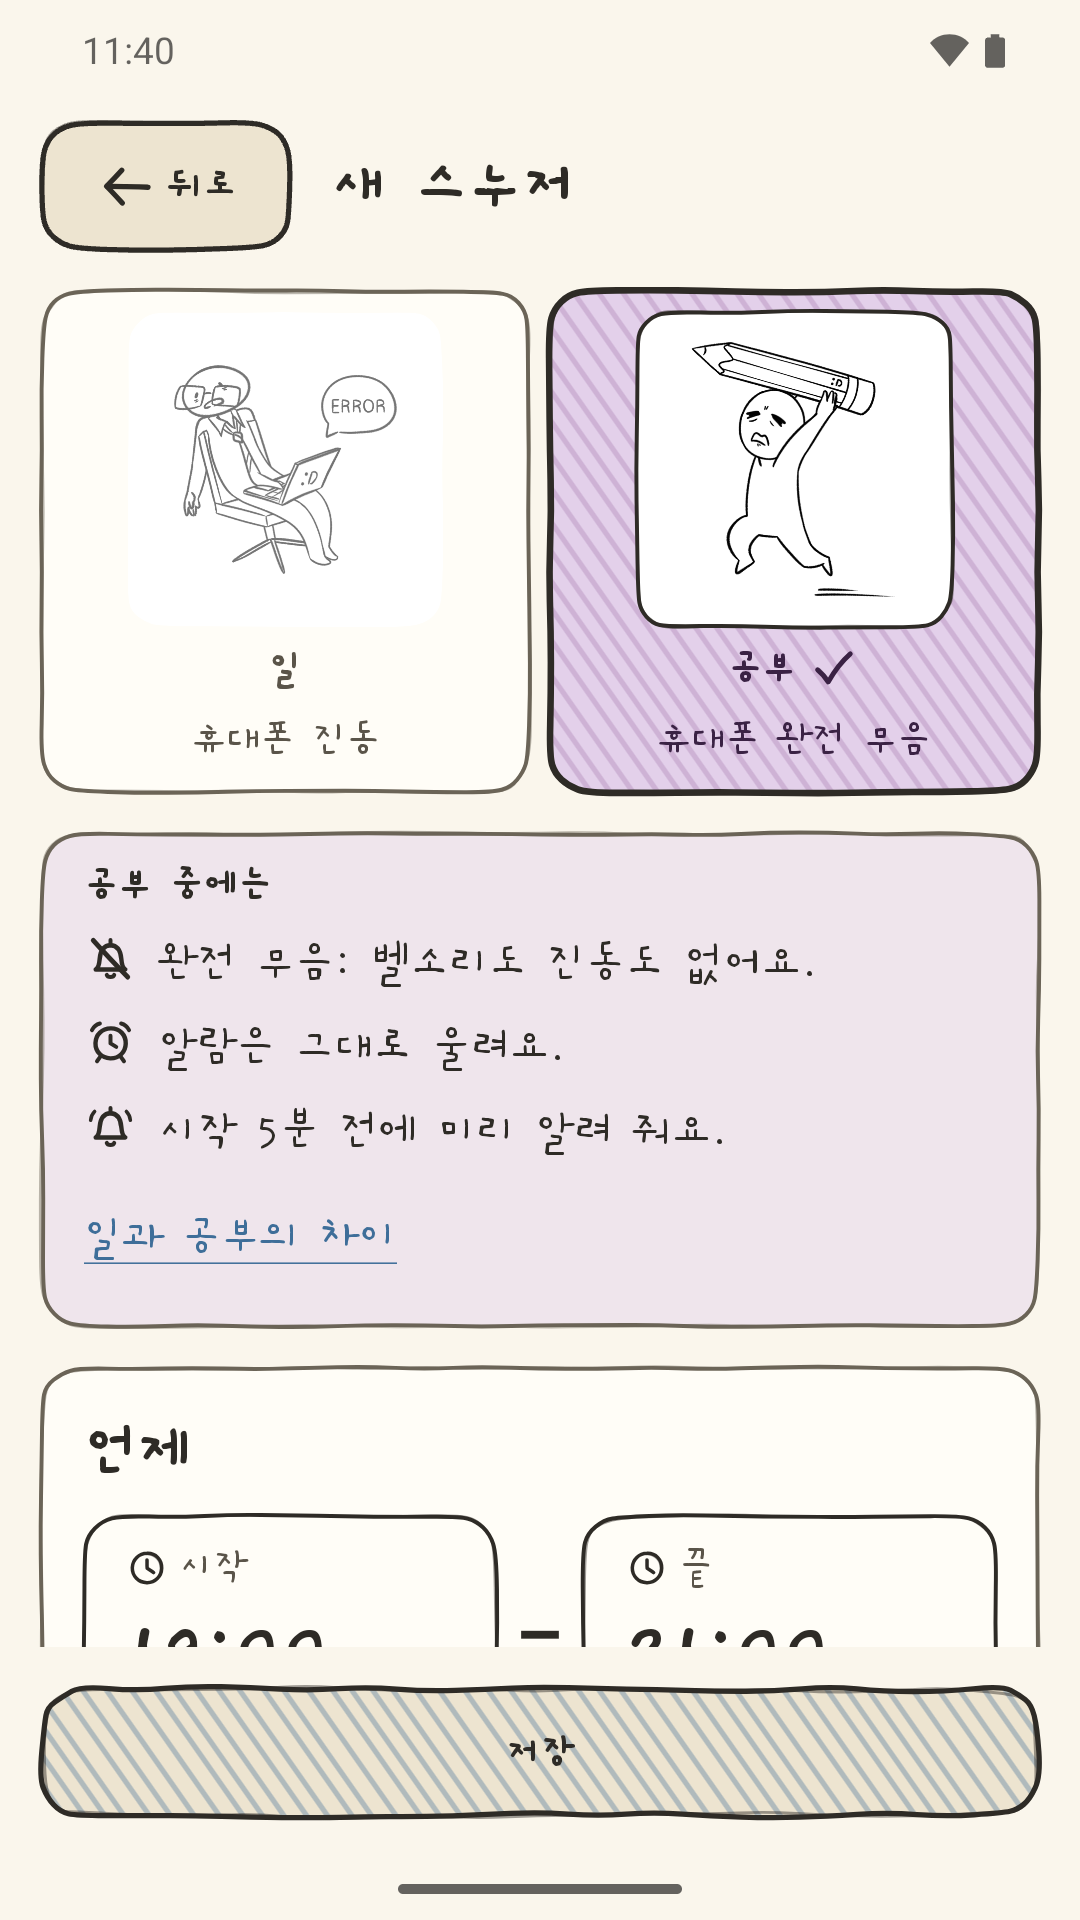 11:40
뒤로
새 스누저
ERROR
:D
:D
일
공부
휴대폰 진동
휴대폰 완전 무음
공부 중에는
완전 무음: 벨소리도 진동도 없어요.
알람은 그대로 울려요.
시작 5분 전에 미리 알려 줘요.
일과 공부의 차이
언제
시작
끝
저장